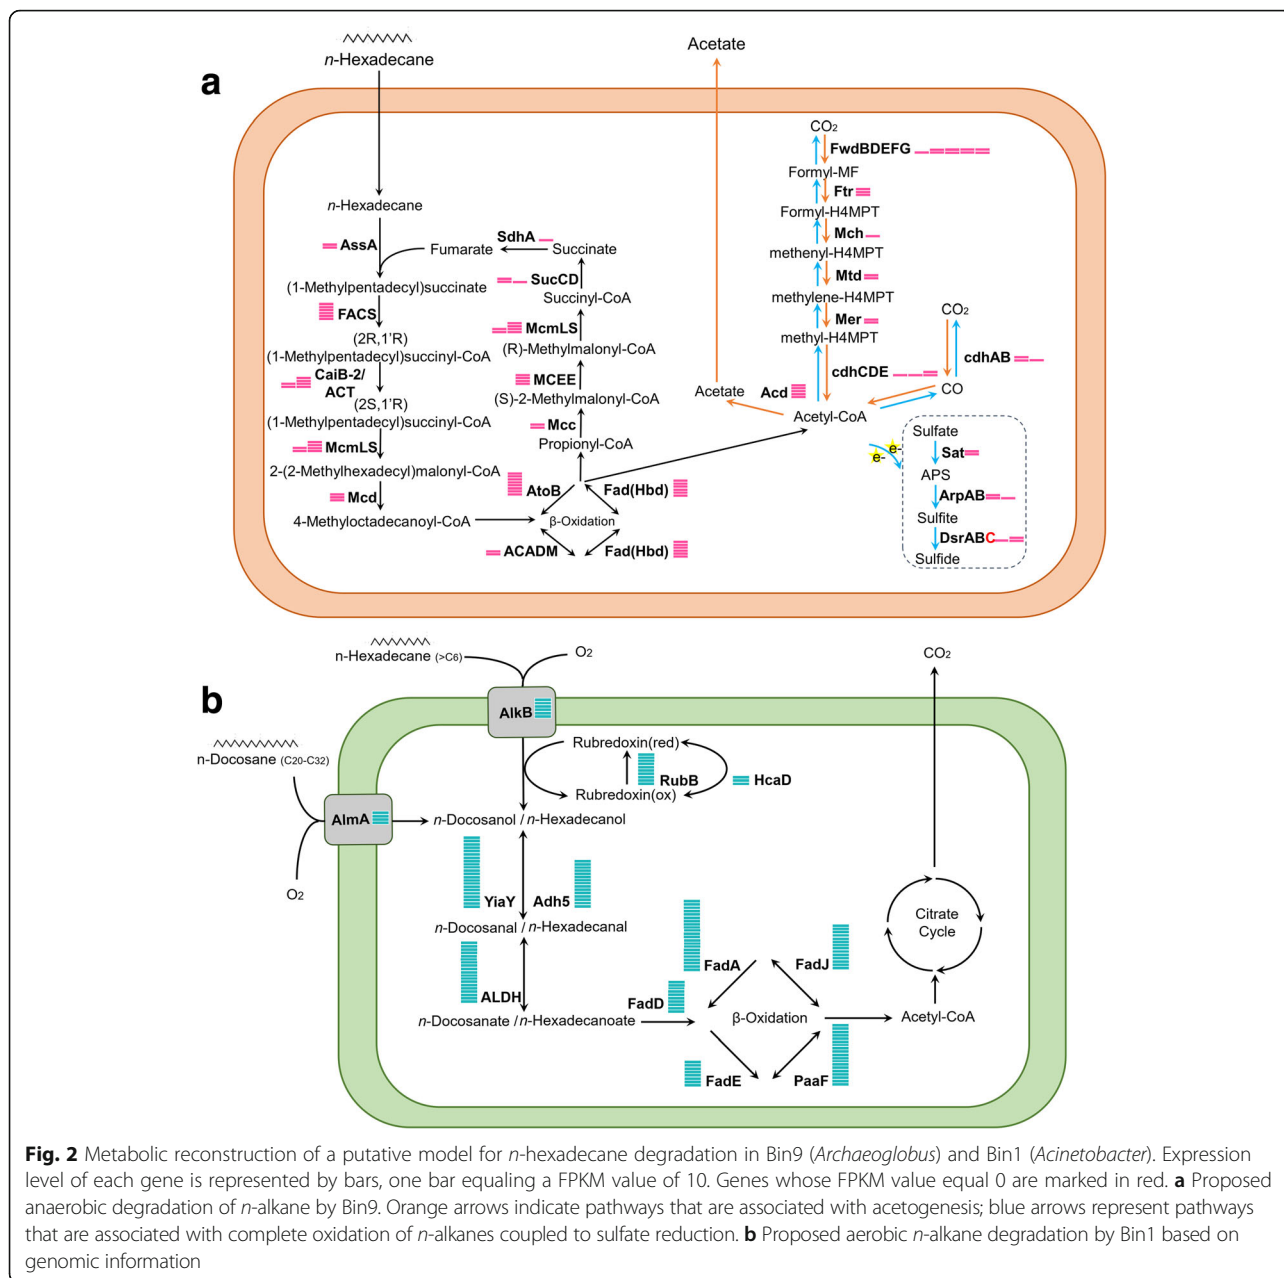 a
n-Hexadecane
Acetate
n-Hexadecane
AssA
Fumarate
SdhA
Succinate
(1-Methylpentadecyl)succinate
FACS
(2R,1'R)
(1-Methylpentadecyl)succinyl-CoA
CaiB-2/
ACT
(2S,1'R)
(1-Methylpentadecyl)succinyl-CoA
McmLS
2-(2-Methylhexadecyl)malonyl-CoA
Mcd
4-Methyloctadecanoyl-CoA
SucCD
Succinyl-CoA
McmLS
(R)-Methylmalonyl-CoA
MCEE
(S)-2-Methylmalonyl-CoA
Mcc
Propionyl-CoA
AtoB
Fad(Hbd)
β-Oxidation
ACADM
Fad(Hbd)
CO2
FwdBDEFG
Formyl-MF
Ftr
Formyl-H4MPT
Mch
methenyl-H4MPT
Mtd
methylene-H4MPT
Mer
methyl-H4MPT
cdhCDE
Acetate
Acd
Acetyl-CoA
CO2
cdhAB
CO
e-
e-
Sulfate
Sat
APS
ArpAB
Sulfite
DsrABC
Sulfide
b
n-Hexadecane (>C6)
O2
AlkB
n-Docosane (C20-C32)
AlmA
O2
Rubredoxin(red)
RubB
HcaD
Rubredoxin(ox)
n-Docosanol / n-Hexadecanol
YiaY
Adh5
n-Docosanal / n-Hexadecanal
ALDH
n-Docosanate / n-Hexadecanoate
FadD
FadA
FadJ
β-Oxidation
FadE
PaaF
Acetyl-CoA
Citrate
Cycle
CO2
Fig. 2 Metabolic reconstruction of a putative model for n-hexadecane degradation in Bin9 (Archaeoglobus) and Bin1 (Acinetobacter). Expression
level of each gene is represented by bars, one bar equaling a FPKM value of 10. Genes whose FPKM value equal 0 are marked in red. a Proposed
anaerobic degradation of n-alkane by Bin9. Orange arrows indicate pathways that are associated with acetogenesis; blue arrows represent pathways
that are associated with complete oxidation of n-alkanes coupled to sulfate reduction. b Proposed aerobic n-alkane degradation by Bin1 based on
genomic information